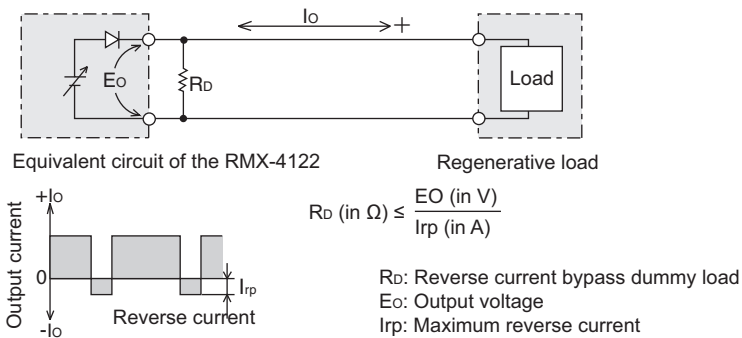 Io
+
Eo
RD
Load
Equivalent circuit of the RMX-4122
Regenerative load
+Io
Output current
0
-Io
Irp
Reverse current
RD (in Ω) ≤ EO (in V)
Irp (in A)
RD: Reverse current bypass dummy load
Eo: Output voltage
Irp: Maximum reverse current